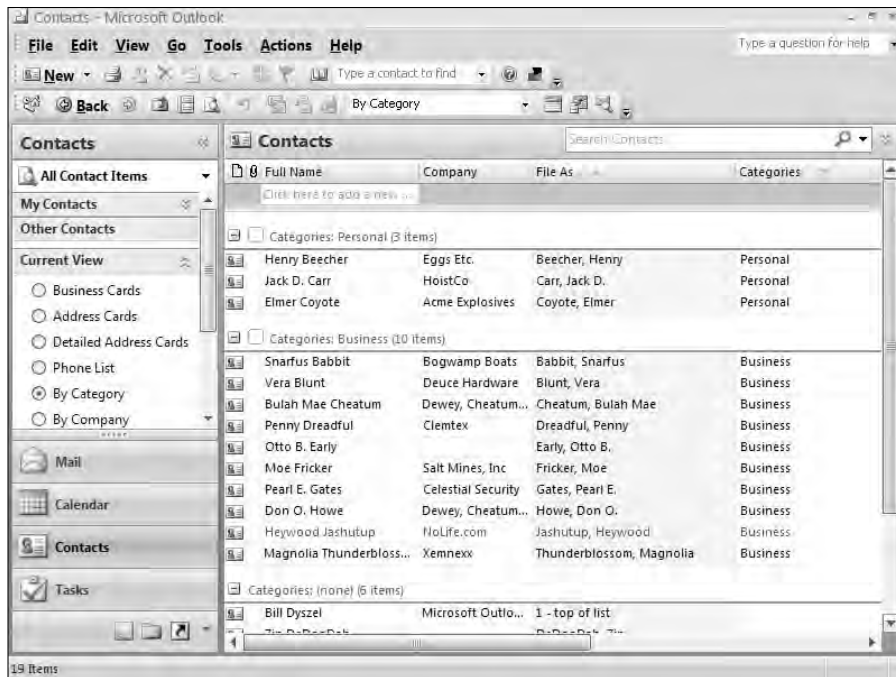 Contacts - Microsoft Outlook
File Edit View Go Tools Actions Help
Type a question for help
New
Type a contact to find
Back
By Category
Contacts
Contacts
Search Contacts
All Contact Items
Full Name Company File As Categories
My Contacts
Click here to add a new ...
Other Contacts
Categories: Personal (3 items)
Current View
Henry Beecher Eggs Etc. Beecher, Henry Personal
Business Cards
Jack D. Carr HoistCo Carr, Jack D. Personal
Address Cards
Elmer Coyote Acme Explosives Coyote, Elmer Personal
Detailed Address Cards
Categories: Business (10 items)
Phone List
Snarfus Babbit Bogwamp Boats Babbit, Snarfus Business
By Category
Vera Blunt Deuce Hardware Blunt, Vera Business
By Company
Bulah Mae Cheatum Dewey, Cheatum... Cheatum, Bulah Mae Business
Penny Dreadful Clemtex Dreadful, Penny Business
Otto B. Early Early, Otto B. Business
Mail
Moe Fricker Salt Mines, Inc Fricker, Moe Business
Pearl E. Gates Celestial Security Gates, Pearl E. Business
Calendar
Don O. Howe Dewey, Cheatum... Howe, Don O. Business
Heywood Jashutup NoLife.com Jashutup, Heywood Business
Contacts
Magnolia Thunderbloss... Xemnexx Thunderblossom, Magnolia Business
Tasks
Categories: (none) (6 items)
Bill Dyszel Microsoft Outlo... 1 - top of list
19 Items